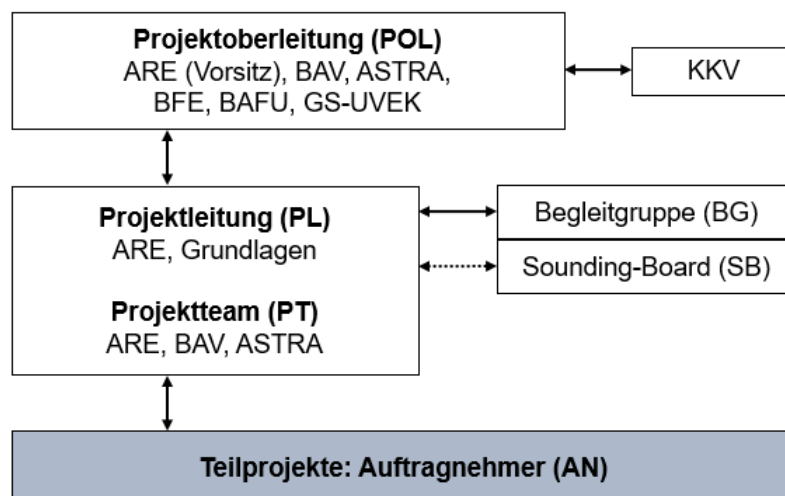 Projektoberleitung (POL)
ARE (Vorsitz), BAV, ASTRA,
BFE, BAFU, GS-UVEK
KKV
Projektleitung (PL)
ARE, Grundlagen
Begleitgruppe (BG)
Sounding-Board (SB)
Projektteam (PT)
ARE, BAV, ASTRA
Teilprojekte: Auftragnehmer (AN)